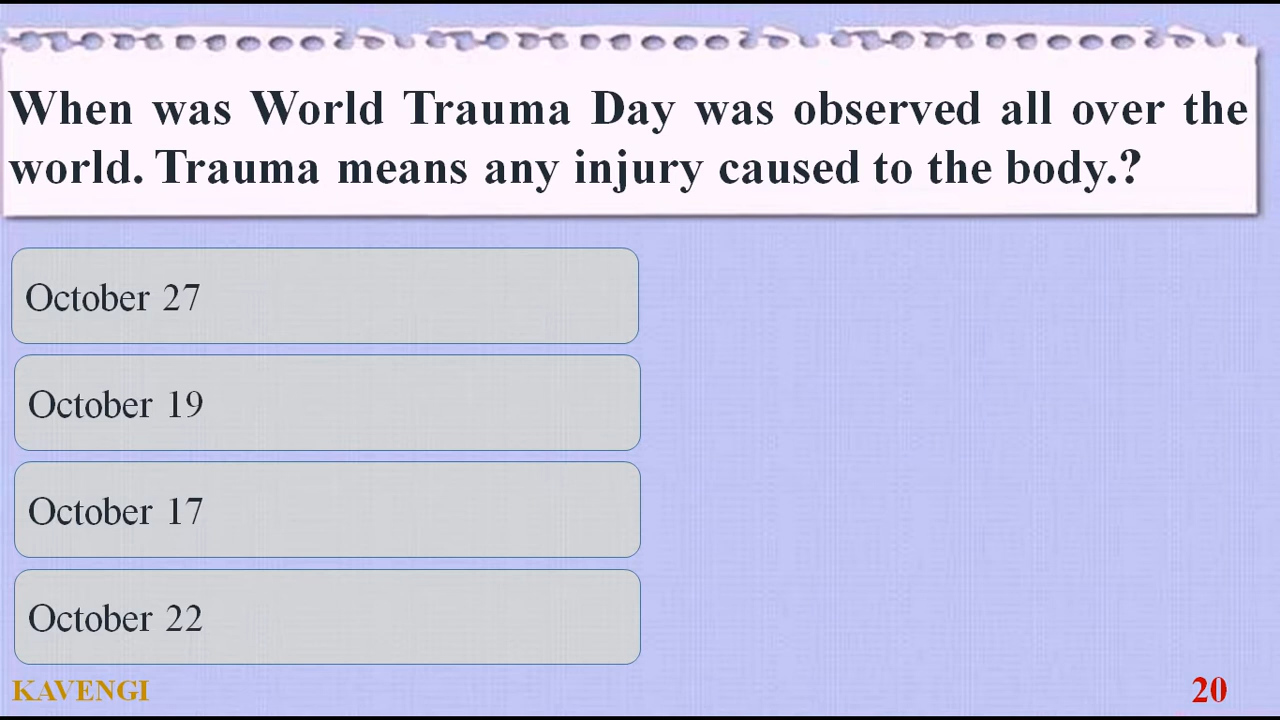 When was World Trauma Day was observed all over the
world. Trauma means any injury caused to the body.?
October 27
October 19
October 17
October 22
KAVENGI
20